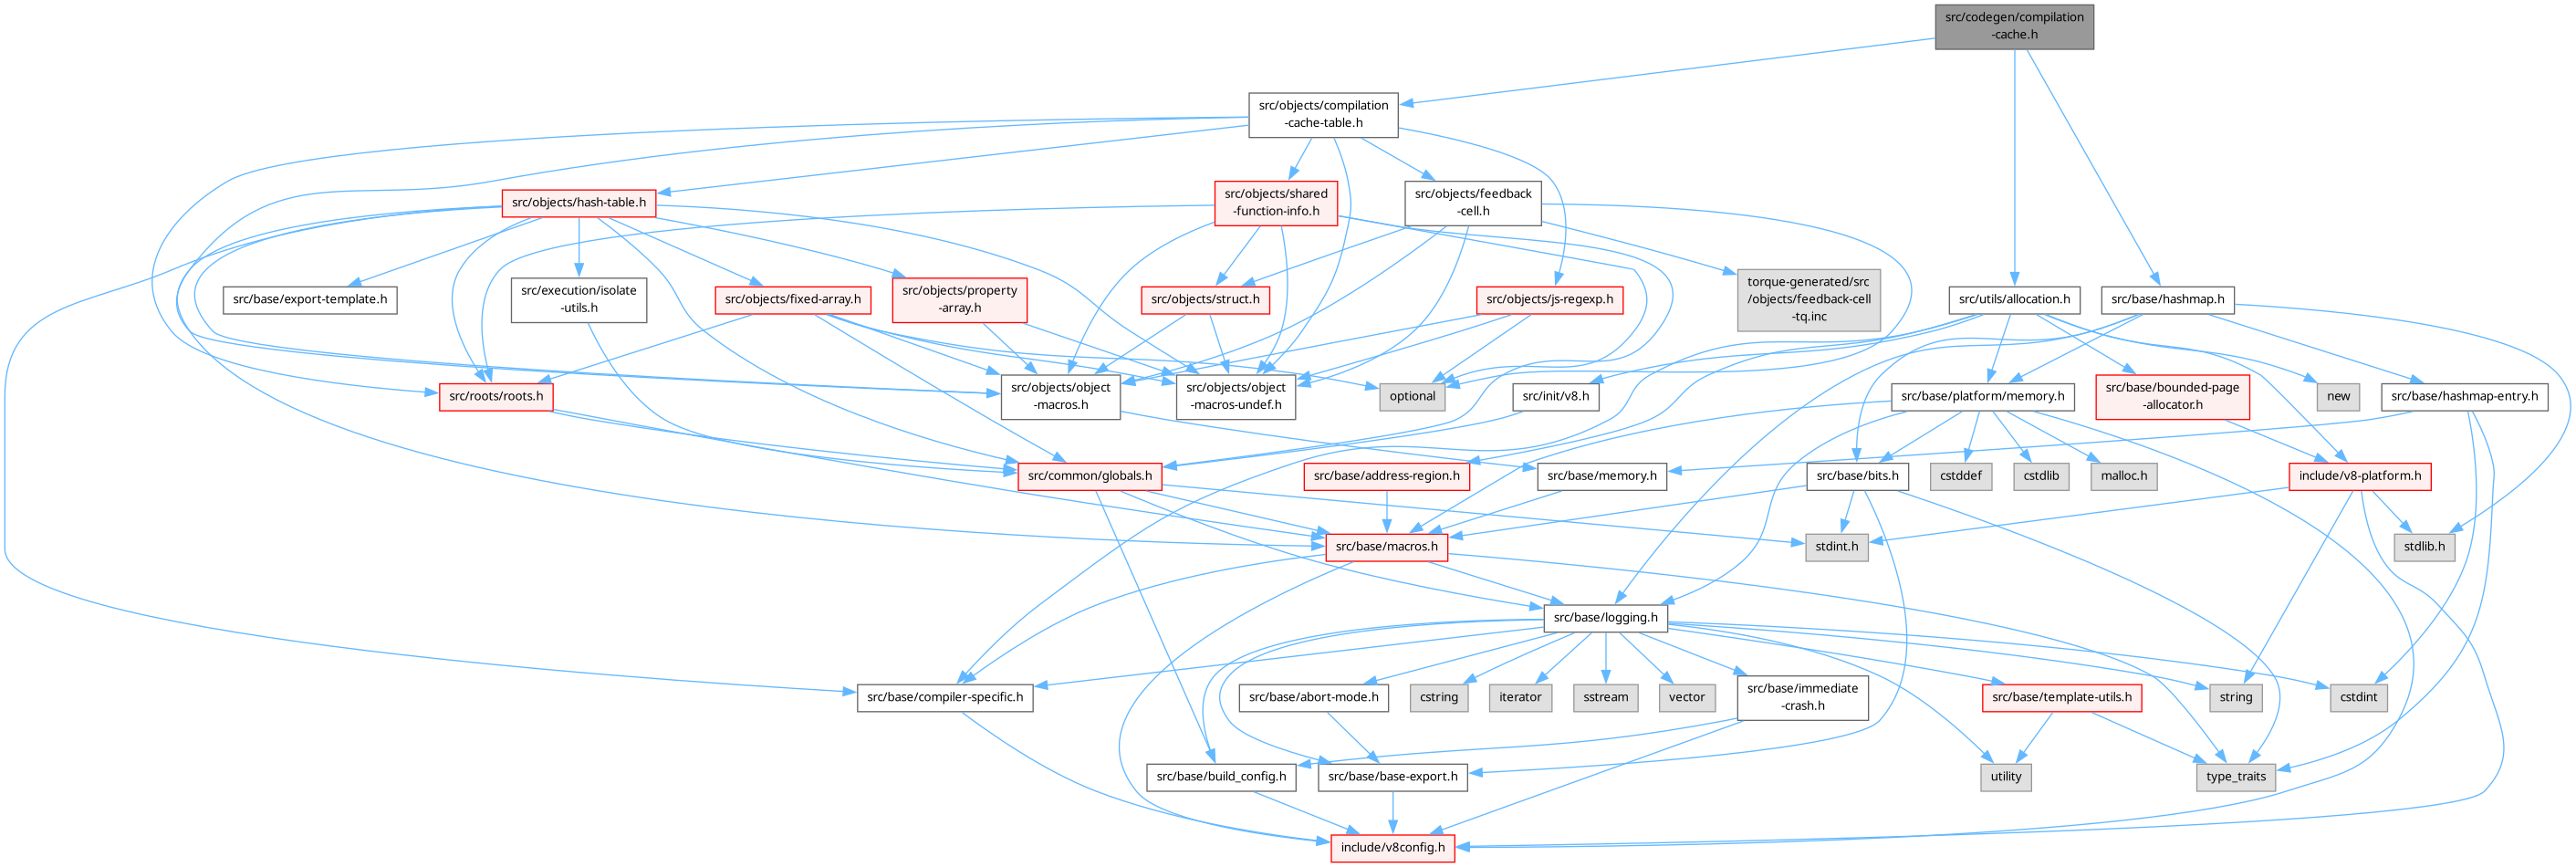 src/codegen/compilation
-cache.h
src/objects/compilation
-cache-table.h
src/objects/hash-table.h
src/objects/shared
-function-info.h
src/objects/feedback
-cell.h
src/base/export-template.h
src/execution/isolate
-utils.h
src/objects/fixed-array.h
src/objects/property
-array.h
src/objects/struct.h
src/objects/js-regexp.h
torque-generated/src
/objects/feedback-cell
-tq.inc
src/utils/allocation.h
src/base/hashmap.h
src/roots/roots.h
src/objects/object
-macros.h
src/objects/object
-macros-undef.h
optional
src/init/v8.h
src/base/platform/memory.h
src/base/bounded-page
-allocator.h
new
src/base/hashmap-entry.h
src/common/globals.h
src/base/address-region.h
src/base/memory.h
src/base/bits.h
cstddef
cstdlib
malloc.h
include/v8-platform.h
src/base/macros.h
stdint.h
stdlib.h
src/base/logging.h
src/base/compiler-specific.h
src/base/abort-mode.h
cstring
iterator
sstream
vector
src/base/immediate
-crash.h
src/base/template-utils.h
string
cstdint
src/base/build_config.h
src/base/base-export.h
utility
type_traits
include/v8config.h